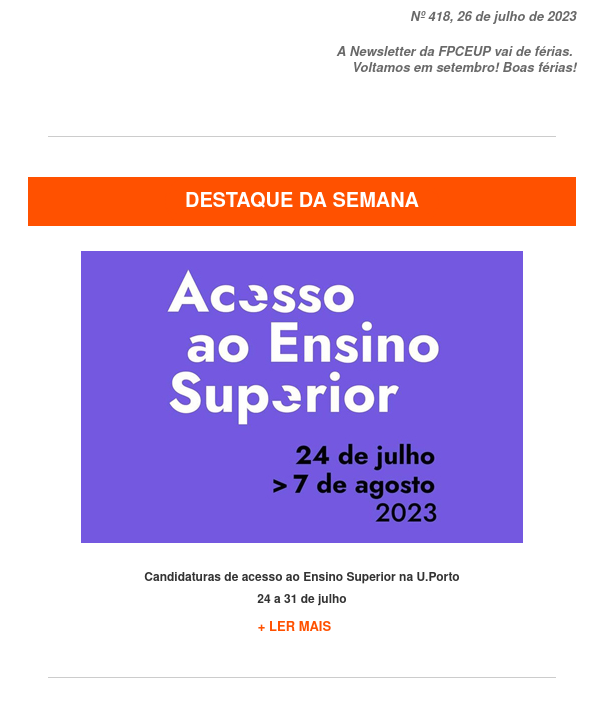 Nº 418, 26 de julho de 2023
A Newsletter da FPCEUP vai de férias.
Voltamos em setembro! Boas férias!
DESTAQUE DA SEMANA
Acesso
ao Ensino
Superior
24 de julho
> 7 de agosto
2023
Candidaturas de acesso ao Ensino Superior na U.Porto
24 a 31 de julho
+ LER MAIS